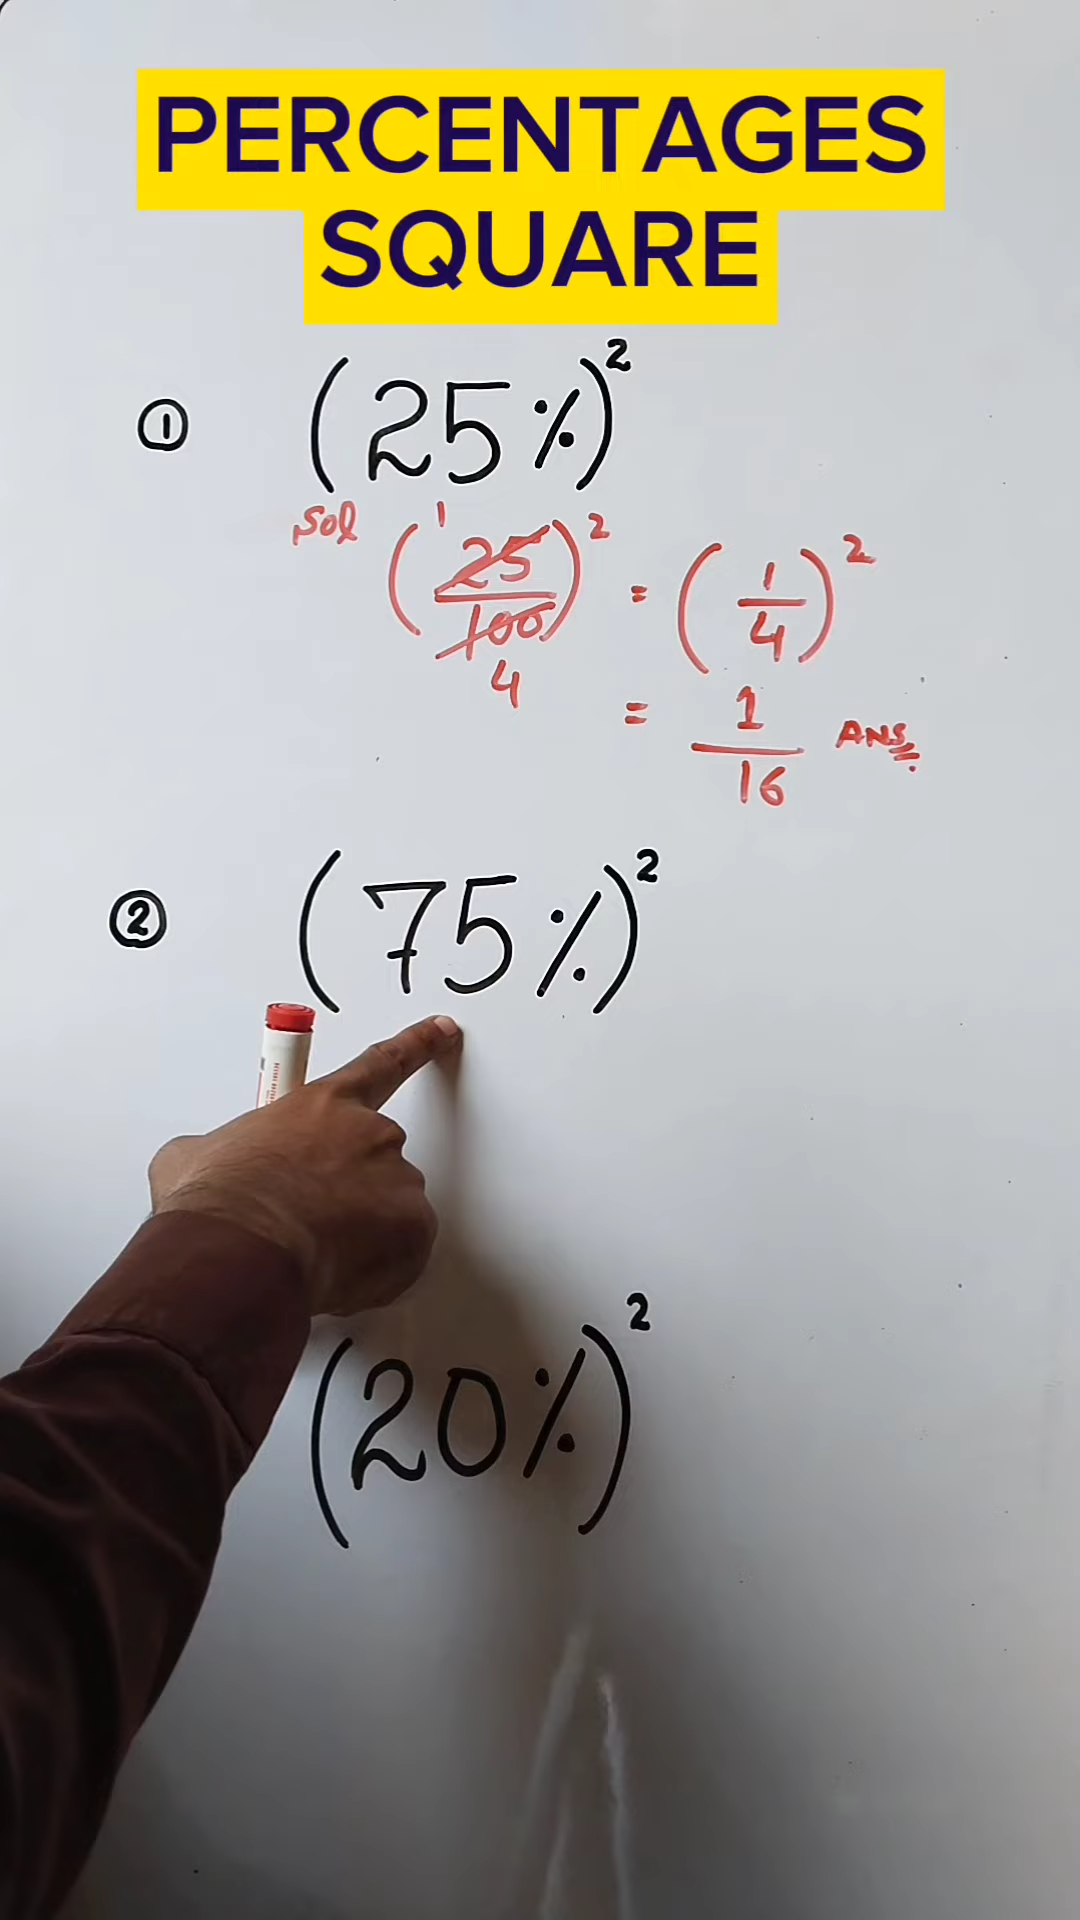 PERCENTAGES
SQUARE
① (25%)²
Sol (25/100)² = (1/4)²
1
4
= 1/16 ANS.
② (75%)²
(20%)²